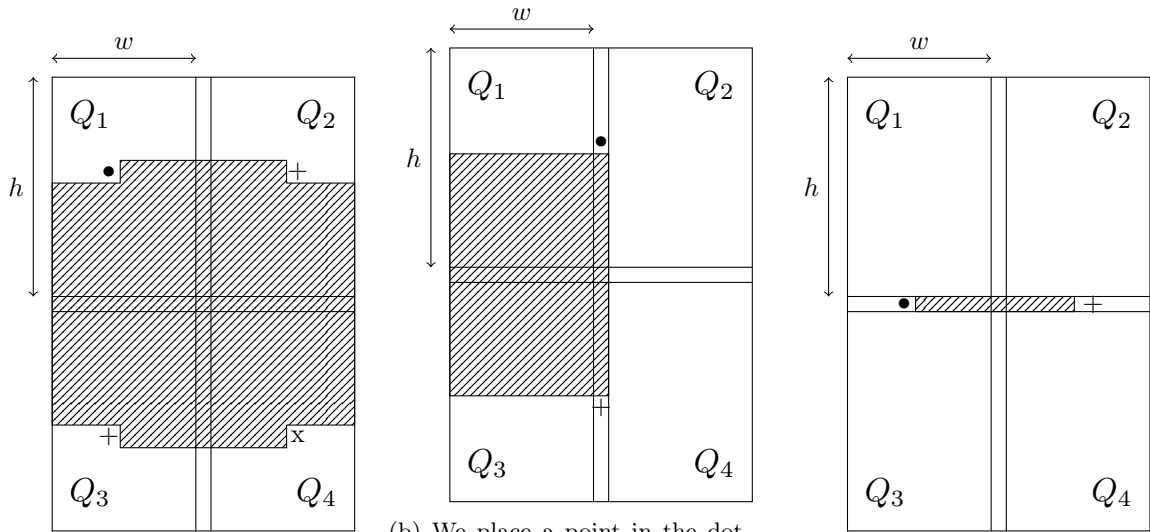 w
h
Q1
Q2
+
+
x
Q3
Q4
w
h
Q1
Q2
+
Q3
Q4
(b) We place a point in the dot
w
h
Q1
Q2
+
Q3
Q4